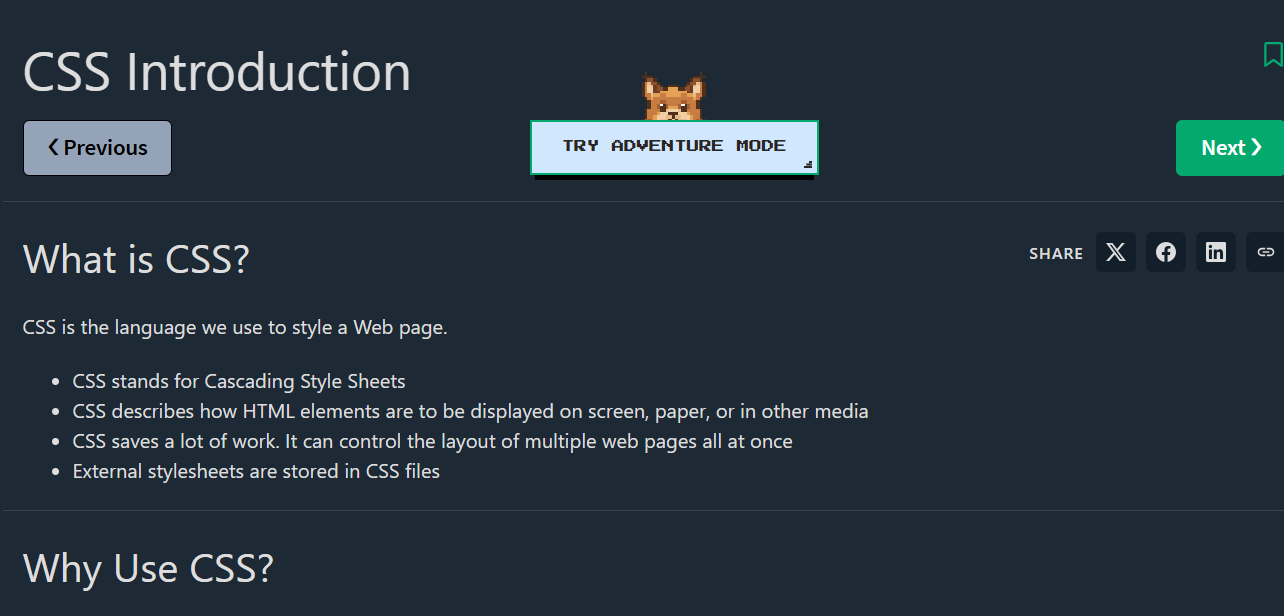 CSS Introduction
❮ Previous
TRY ADVENTURE MODE
Next ❯
What is CSS?
SHARE
CSS is the language we use to style a Web page.
• CSS stands for Cascading Style Sheets
• CSS describes how HTML elements are to be displayed on screen, paper, or in other media
• CSS saves a lot of work. It can control the layout of multiple web pages all at once
• External stylesheets are stored in CSS files
Why Use CSS?